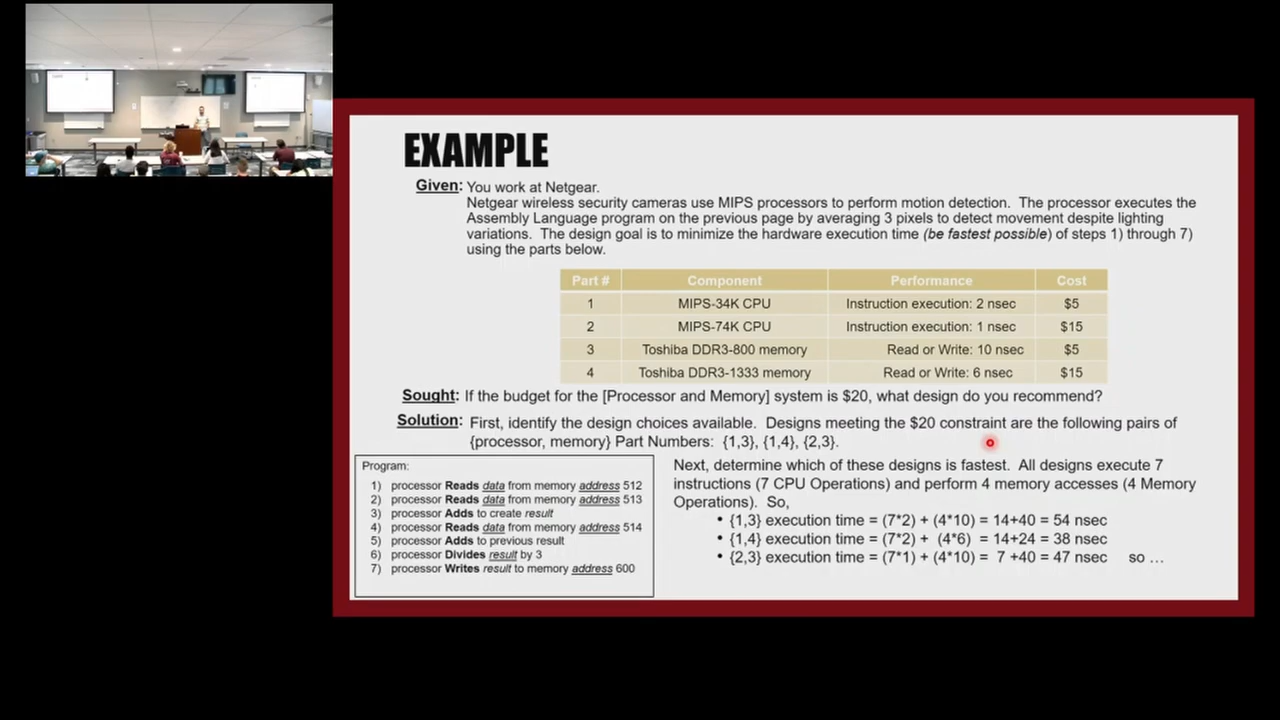 EXAMPLE
Given: You work at Netgear.
Netgear wireless security cameras use MIPS processors to perform motion detection. The processor executes the
Assembly Language program on the previous page by averaging 3 pixels to detect movement despite lighting
variations. The design goal is to minimize the hardware execution time (be fastest possible) of steps 1) through 7)
using the parts below.
Part # Component Performance Cost
1 MIPS-34K CPU Instruction execution: 2 nsec $5
2 MIPS-74K CPU Instruction execution: 1 nsec $15
3 Toshiba DDR3-800 memory Read or Write: 10 nsec $5
4 Toshiba DDR3-1333 memory Read or Write: 6 nsec $15
Sought: If the budget for the [Processor and Memory] system is $20, what design do you recommend?
Solution: First, identify the design choices available. Designs meeting the $20 constraint are the following pairs of
{processor, memory} Part Numbers: {1,3}, {1,4}, {2,3}.
Program:
1) processor Reads data from memory address 512
2) processor Reads data from memory address 513
3) processor Adds to create result
4) processor Reads data from memory address 514
5) processor Adds to previous result
6) processor Divides result by 3
7) processor Writes result to memory address 600
Next, determine which of these designs is fastest. All designs execute 7
instructions (7 CPU Operations) and perform 4 memory accesses (4 Memory
Operations). So,
• {1,3} execution time = (7*2) + (4*10) = 14+40 = 54 nsec
• {1,4} execution time = (7*2) + (4*6) = 14+24 = 38 nsec
• {2,3} execution time = (7*1) + (4*10) = 7 +40 = 47 nsec so …